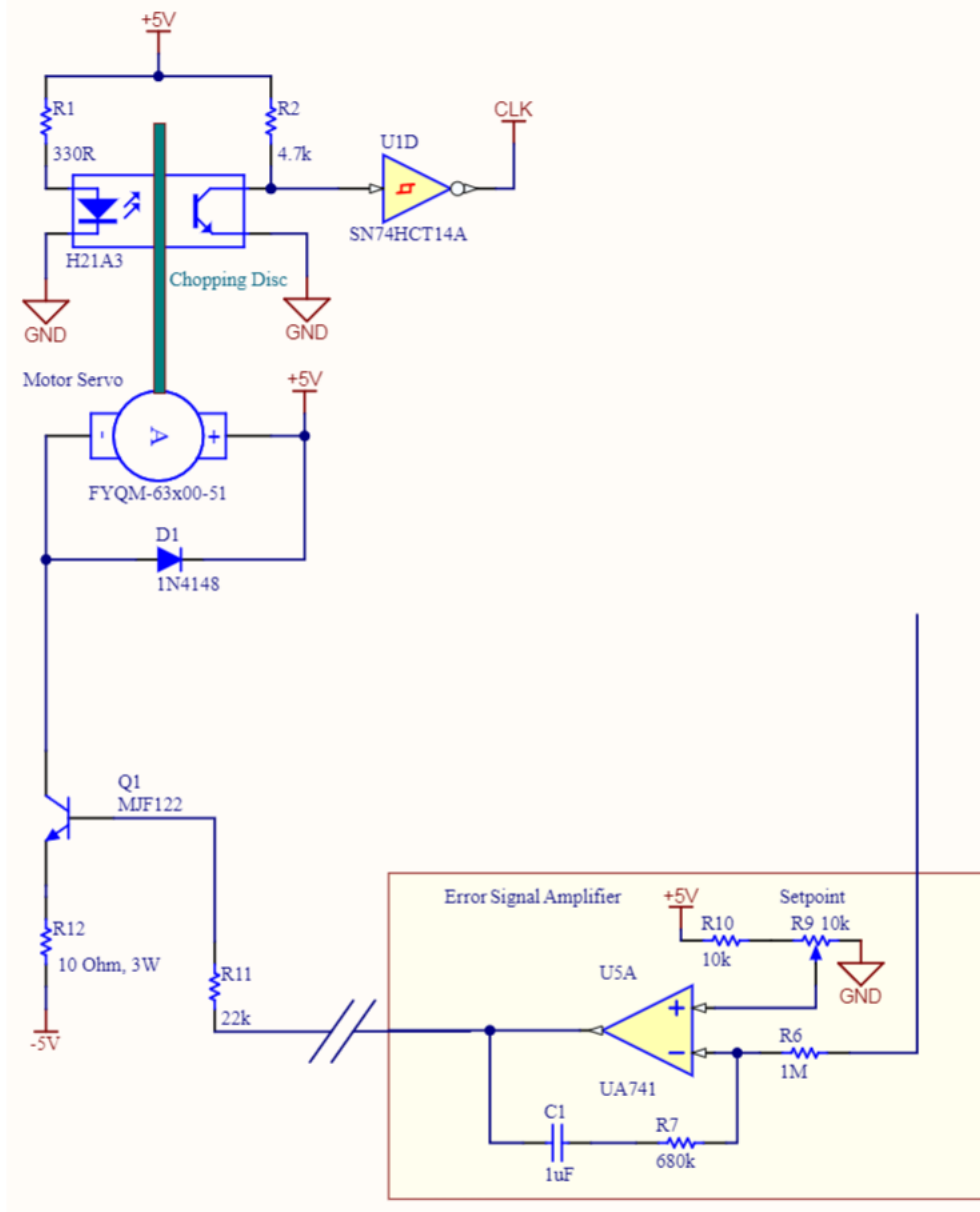 +5V
R1
R2
330R
4.7k
CLK
U1D
SN74HCT14A
H21A3
Chopping Disc
GND
GND
Motor Servo
+5V
- A +
FYQM-63x00-51
D1
1N4148
Q1
MJF122
Error Signal Amplifier
+5V
Setpoint
R10
R9 10k
10k
R12
10 Ohm, 3W
R11
22k
U5A
GND
+
-
R6
1M
-5V
UA741
C1
1uF
R7
680k